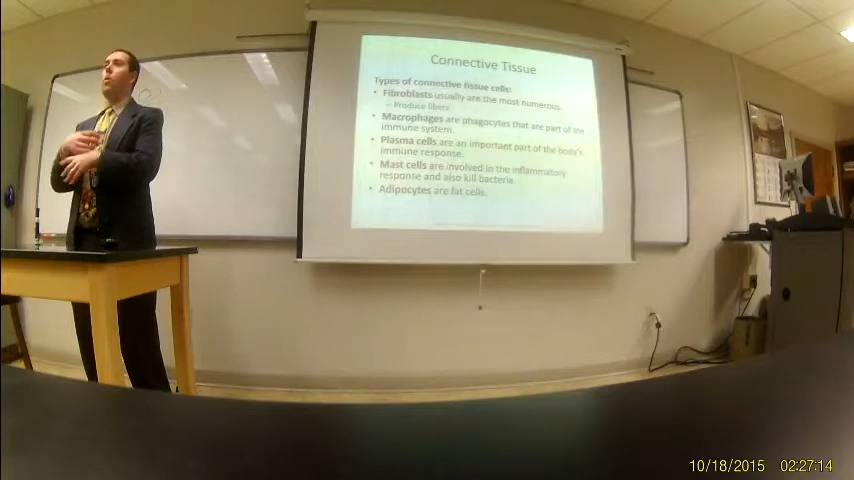 Connective Tissue
Types of connective tissue cells:
• Fibroblasts usually are the most numerous.
– Produce fibers
• Macrophages are phagocytes that are part of the
immune system.
• Plasma cells are an important part of the body's
immune response.
• Mast cells are involved in the inflammatory
response and also kill bacteria.
• Adipocytes are fat cells.
10/18/2015 02:27:14